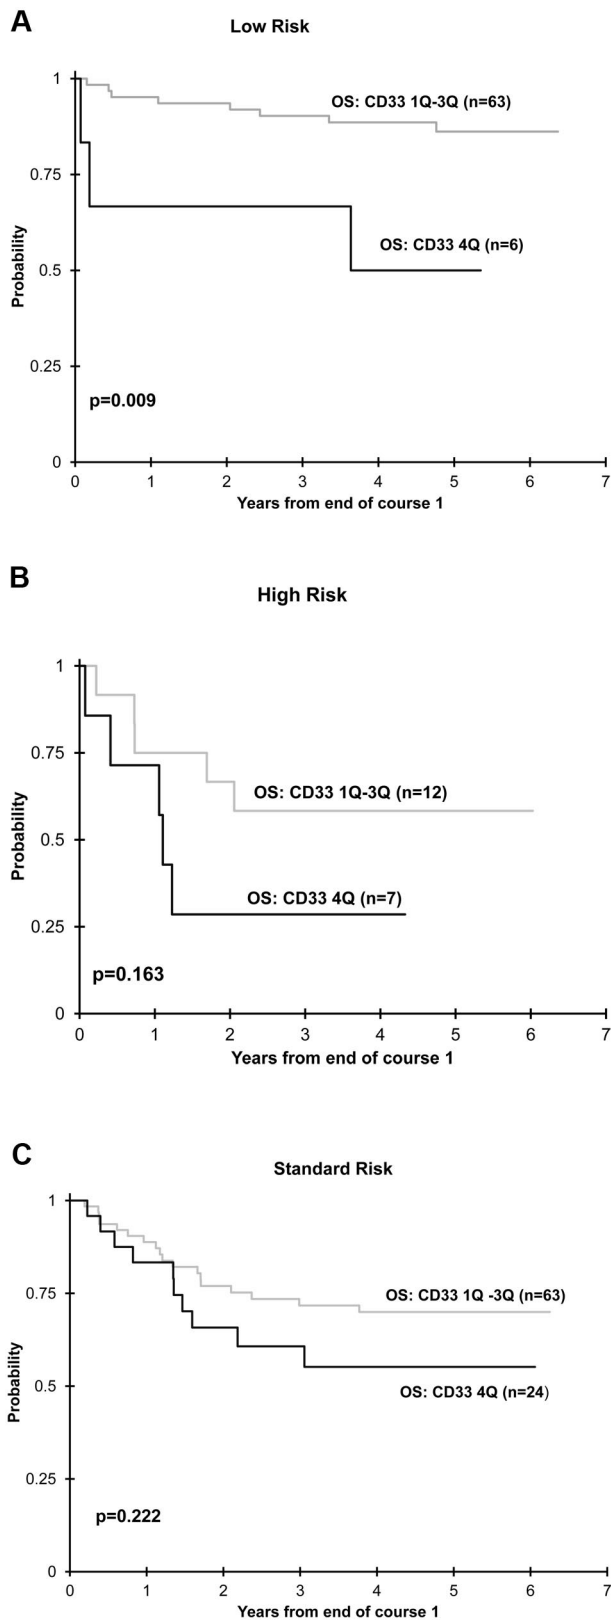 A
Low Risk
1
OS: CD33 1Q-3Q (n=63)
0.75
OS: CD33 4Q (n=6)
Probability
0.5
0.25
p=0.009
0
0 1 2 3 4 5 6 7
Years from end of course 1
B
High Risk
1
0.75
OS: CD33 1Q-3Q (n=12)
Probability
0.5
OS: CD33 4Q (n=7)
0.25
p=0.163
0
0 1 2 3 4 5 6 7
Years from end of course 1
C
Standard Risk
1
0.75
OS: CD33 1Q -3Q (n=63)
Probability
0.5
OS: CD33 4Q (n=24)
0.25
p=0.222
0
0 1 2 3 4 5 6 7
Years from end of course 1